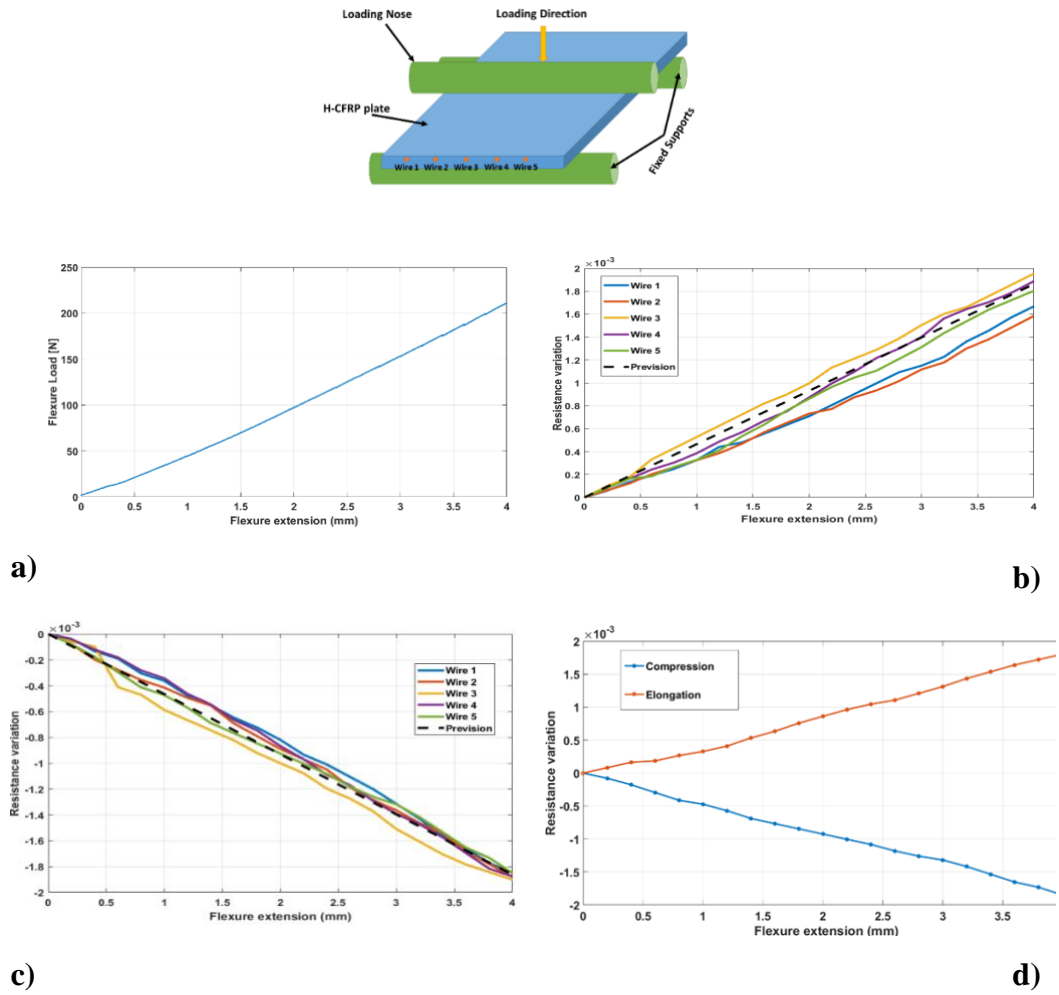 Loading Nose
Loading Direction
H-CFRP plate
Fixed Supports
Wire 1 Wire 2 Wire 3 Wire 4 Wire 5
250
200
150
100
50
0
Flexure Load [N]
0 0.5 1 1.5 2 2.5 3 3.5 4
Flexure extension (mm)
a)
×10⁻³
2
1.8
1.6
1.4
1.2
1
0.8
0.6
0.4
0.2
0
Resistance variation
Wire 1
Wire 2
Wire 3
Wire 4
Wire 5
Prevision
0 0.5 1 1.5 2 2.5 3 3.5 4
Flexure extension (mm)
b)
×10⁻³
0
-0.2
-0.4
-0.6
-0.8
-1
-1.2
-1.4
-1.6
-1.8
-2
Resistance variation
Wire 1
Wire 2
Wire 3
Wire 4
Wire 5
Prevision
0 0.5 1 1.5 2 2.5 3 3.5 4
Flexure extension (mm)
c)
×10⁻³
2
1.5
1
0.5
0
-0.5
-1
-1.5
-2
Resistance variation
Compression
Elongation
0 0.5 1 1.5 2 2.5 3 3.5
Flexure extension (mm)
d)